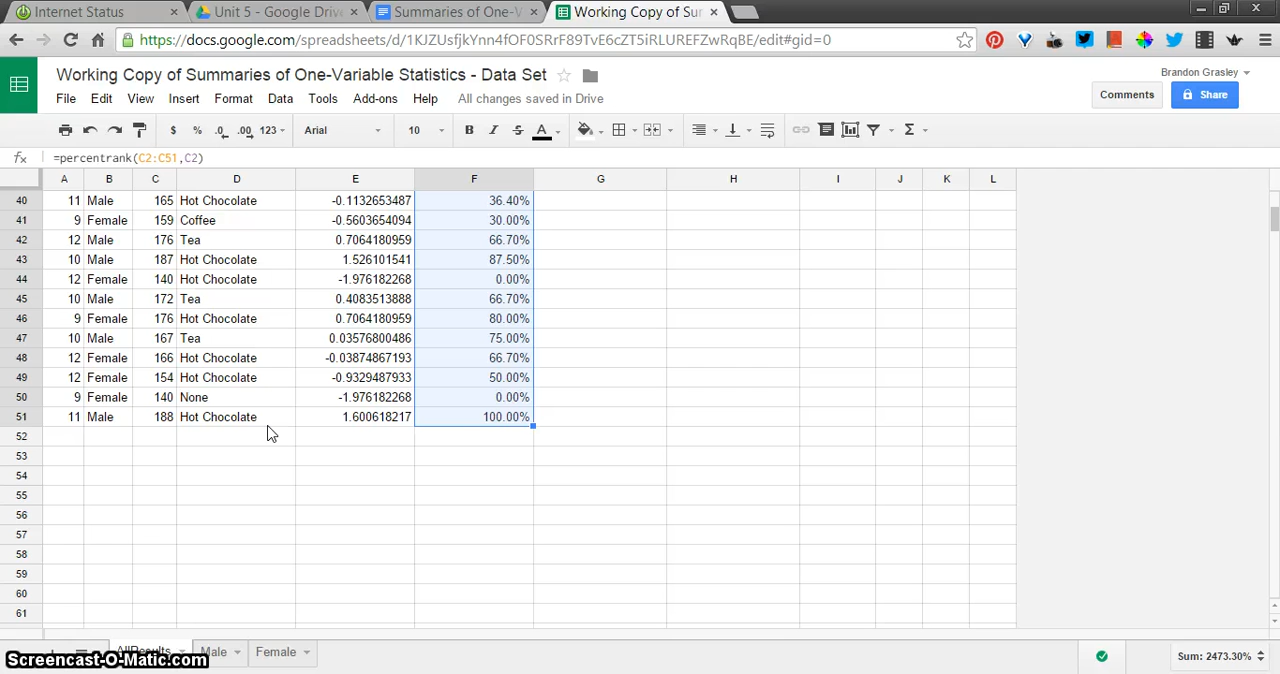 Internet Status × Unit 5 - Google Drive × Summaries of One-V × Working Copy of Sur ×
https://docs.google.com/spreadsheets/d/1KJZUsfjkYnn4fOF0SRrF89TvE6cZT5iRLUREFZwRqBE/edit#gid=0
Working Copy of Summaries of One-Variable Statistics - Data Set
Brandon Grasley
File Edit View Insert Format Data Tools Add-ons Help All changes saved in Drive
Comments Share
$ % .0 .00 123 Arial 10 B I S A Σ
fx =percentrank(C2:C51,C2)
A B C D E F G H I J K L
40 11 Male 165 Hot Chocolate -0.1132653487 36.40%
41 9 Female 159 Coffee -0.5603654094 30.00%
42 12 Male 176 Tea 0.7064180959 66.70%
43 10 Male 187 Hot Chocolate 1.526101541 87.50%
44 12 Female 140 Hot Chocolate -1.976182268 0.00%
45 10 Male 172 Tea 0.4083513888 66.70%
46 9 Female 176 Hot Chocolate 0.7064180959 80.00%
47 10 Male 167 Tea 0.03576800486 75.00%
48 12 Female 166 Hot Chocolate -0.03874867193 66.70%
49 12 Female 154 Hot Chocolate -0.9329487933 50.00%
50 9 Female 140 None -1.976182268 0.00%
51 11 Male 188 Hot Chocolate 1.600618217 100.00%
52
53
54
55
56
57
58
59
60
61
AllResults Male Female
Sum: 2473.30%
Screencast-O-Matic.com